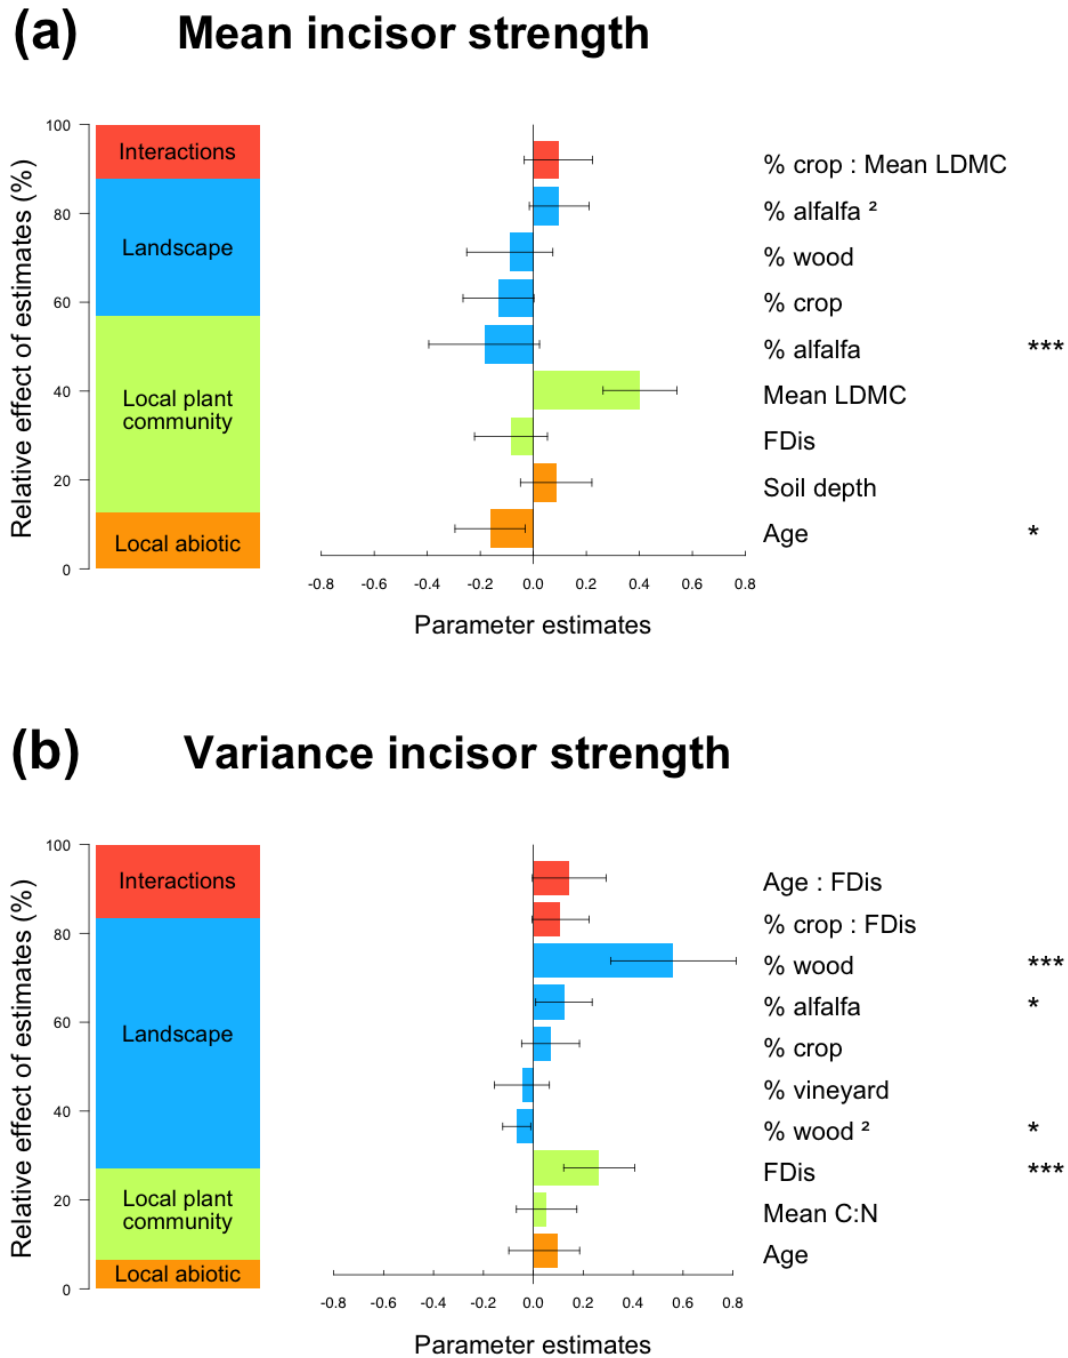 (a) Mean incisor strength
Relative effect of estimates (%)
100
80
60
40
20
0
Interactions
Landscape
Local plant
community
Local abiotic
% crop : Mean LDMC
% alfalfa ²
% wood
% crop
% alfalfa ***
Mean LDMC
FDis
Soil depth
Age *
-0.8 -0.6 -0.4 -0.2 0.0 0.2 0.4 0.6 0.8
Parameter estimates
(b) Variance incisor strength
Relative effect of estimates (%)
100
80
60
40
20
0
Interactions
Landscape
Local plant
community
Local abiotic
Age : FDis
% crop : FDis
% wood ***
% alfalfa *
% crop
% vineyard
% wood ² *
FDis ***
Mean C:N
Age
-0.8 -0.6 -0.4 -0.2 0.0 0.2 0.4 0.6 0.8
Parameter estimates